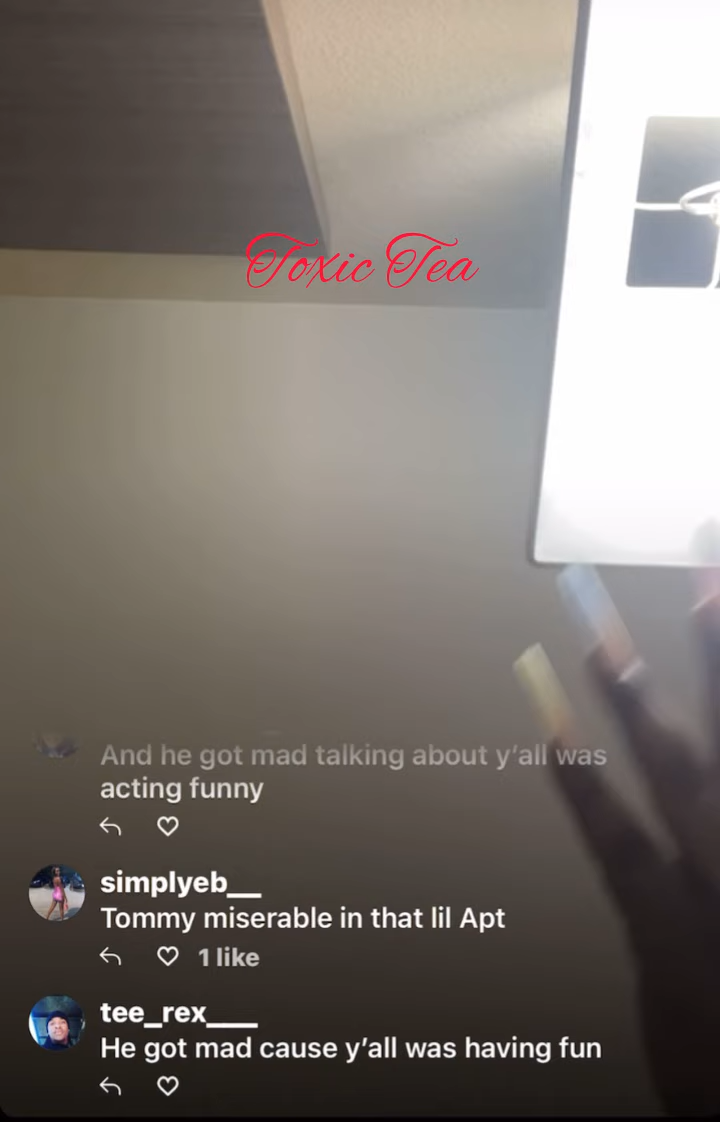 Toxic Tea
And he got mad talking about y'all was
acting funny
simplyeb__
Tommy miserable in that lil Apt
1 like
tee_rex___
He got mad cause y'all was having fun